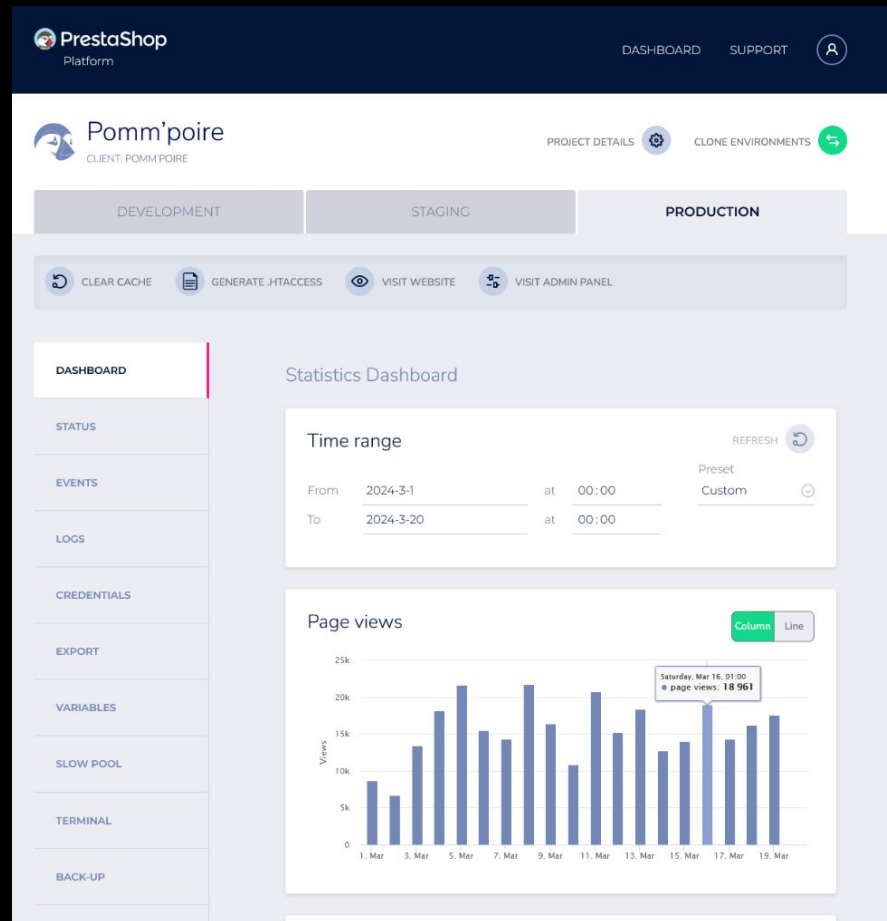 PrestaShop
Platform
DASHBOARD
SUPPORT
Pomm'poire
CLIENT: POMM'POIRE
PROJECT DETAILS
CLONE ENVIRONMENTS
DEVELOPMENT
STAGING
PRODUCTION
CLEAR CACHE
GENERATE .HTACCESS
VISIT WEBSITE
VISIT ADMIN PANEL
DASHBOARD
STATUS
EVENTS
LOGS
CREDENTIALS
EXPORT
VARIABLES
SLOW POOL
TERMINAL
BACK-UP
Statistics Dashboard
Time range
REFRESH
Preset
From 2024-3-1 at 00:00 Custom
To 2024-3-20 at 00:00
Page views
Column Line
25k
20k
15k
10k
5k
0
Views
Saturday, Mar 16, 01:00
page views: 18 961
1. Mar 3. Mar 5. Mar 7. Mar 9. Mar 11. Mar 13. Mar 15. Mar 17. Mar 19. Mar